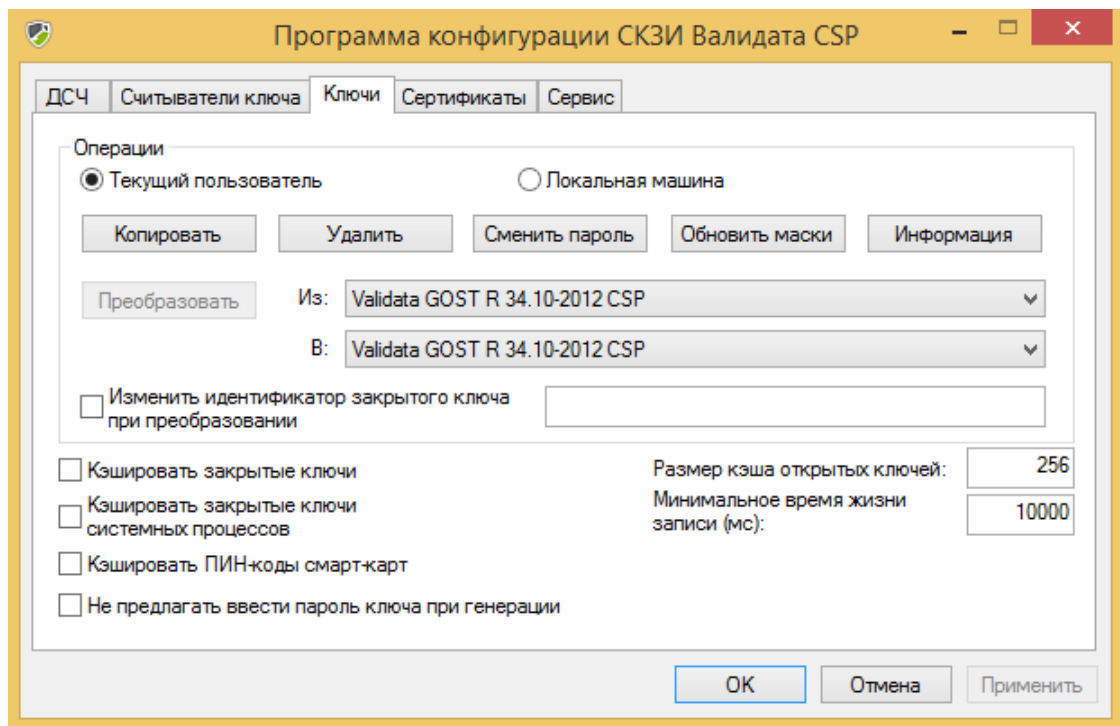 Программа конфигурации СКЗИ Валидата CSP
ДСЧ Считыватели ключа Ключи Сертификаты Сервис
Операции
Текущий пользователь Локальная машина
Копировать Удалить Сменить пароль Обновить маски Информация
Преобразовать Из: Validata GOST R 34.10-2012 CSP
В: Validata GOST R 34.10-2012 CSP
Изменить идентификатор закрытого ключа
при преобразовании
Кэшировать закрытые ключи Размер кэша открытых ключей: 256
Кэшировать закрытые ключи
системных процессов
Минимальное время жизни
записи (мс): 10000
Кэшировать ПИН-коды смарт-карт
Не предлагать ввести пароль ключа при генерации
OK Отмена Применить